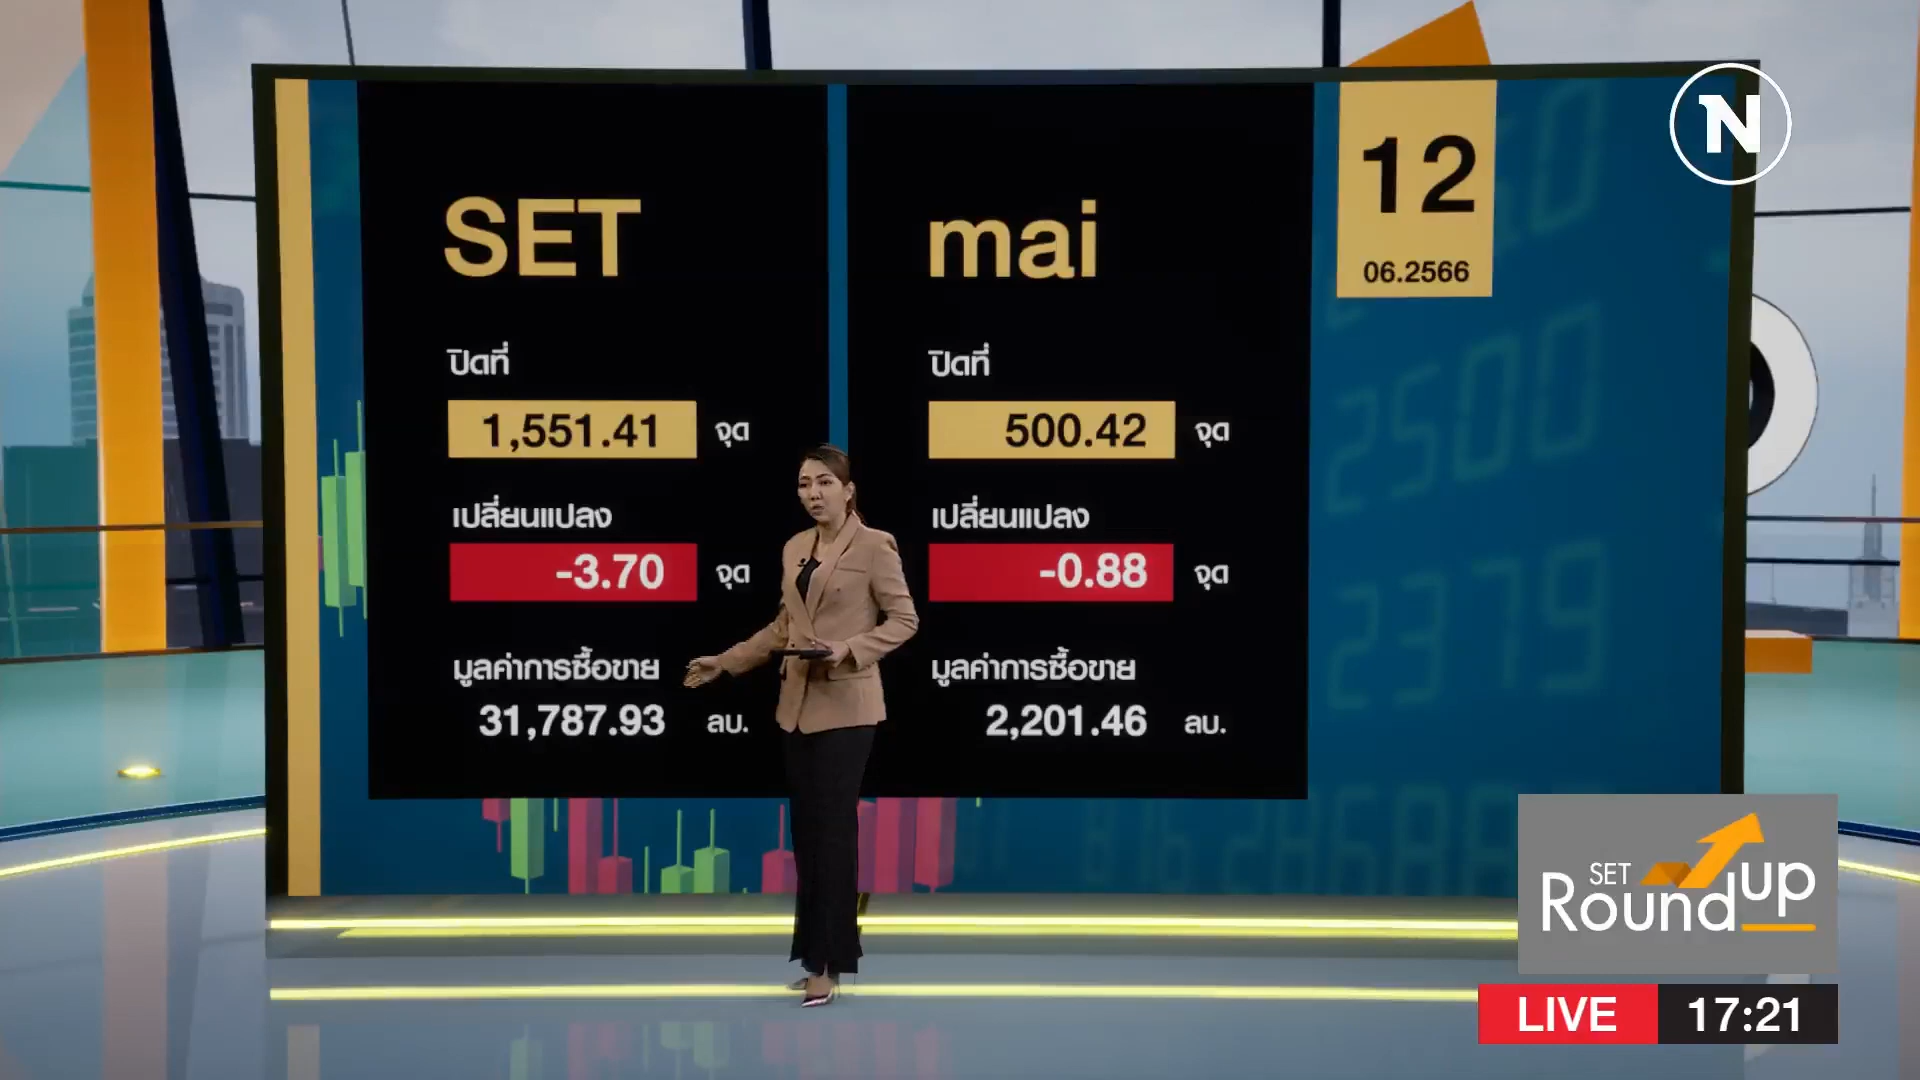 SET
ปิดที่
1,551.41 จุด
เปลี่ยนแปลง
-3.70 จุด
มูลค่าการซื้อขาย
31,787.93 ลบ.
mai
ปิดที่
500.42 จุด
เปลี่ยนแปลง
-0.88 จุด
มูลค่าการซื้อขาย
2,201.46 ลบ.
12
06.2566
N
2500
2379
SET
Roundup
LIVE 17:21